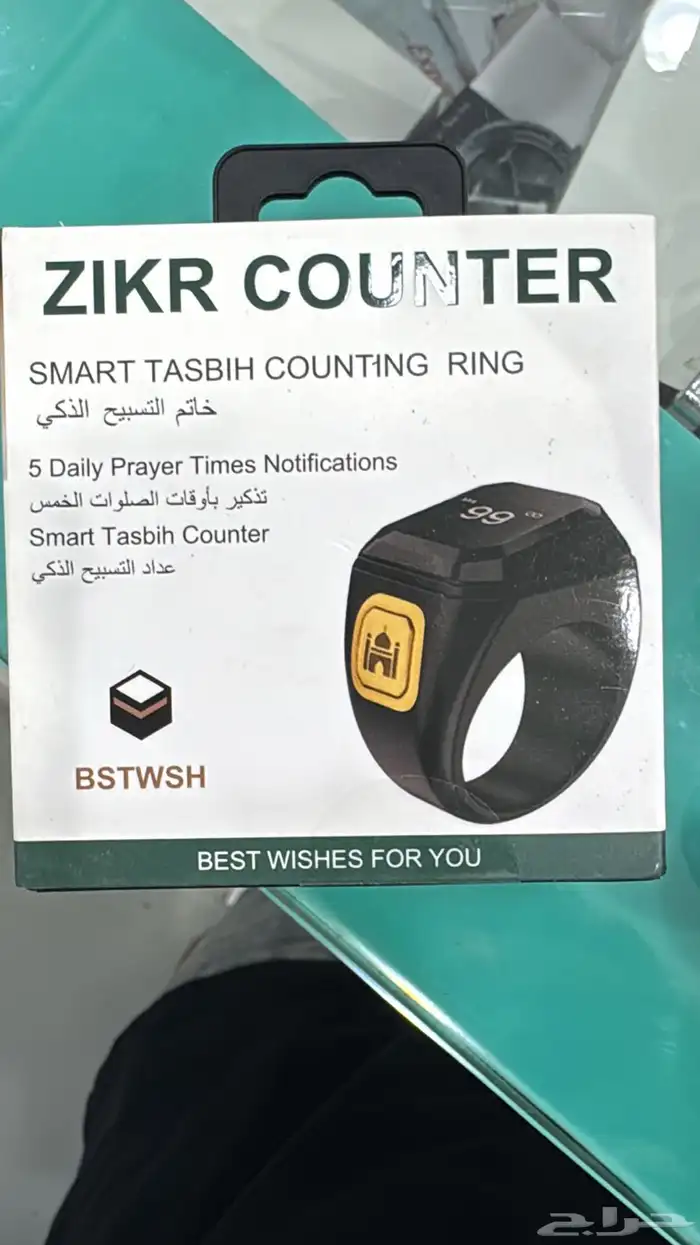 ZIKR COUNTER
SMART TASBIH COUNTING RING
خاتم التسبيح الذكي
5 Daily Prayer Times Notifications
تذكير بأوقات الصلوات الخمس
Smart Tasbih Counter
عداد التسبيح الذكي
99
BSTWSH
BEST WISHES FOR YOU
حراج